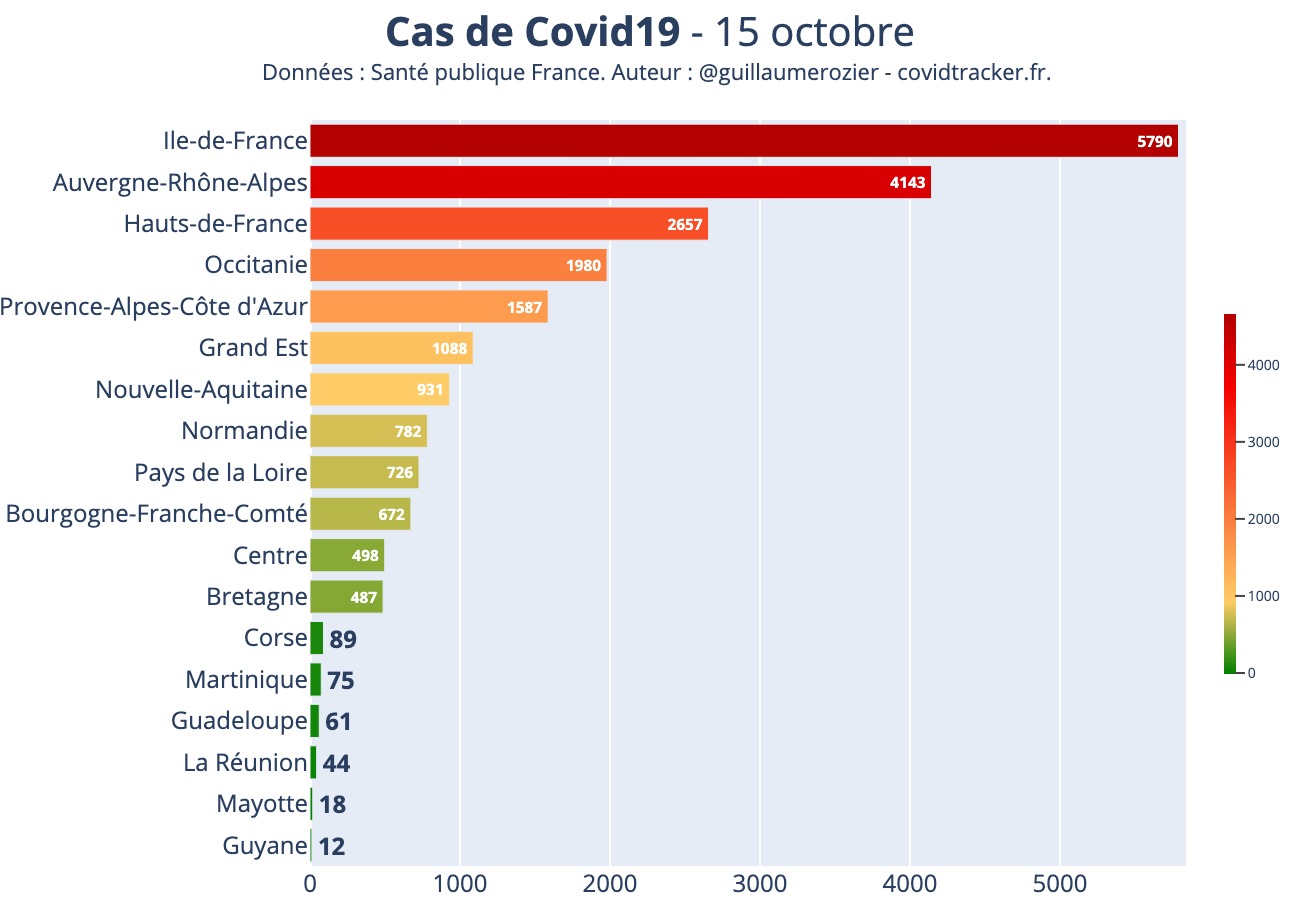 Cas de Covid19 - 15 octobre
Données : Santé publique France. Auteur : @guillaumerozier - covidtracker.fr.
Ile-de-France 5790
Auvergne-Rhône-Alpes 4143
Hauts-de-France 2657
Occitanie 1980
Provence-Alpes-Côte d'Azur 1587
Grand Est 1088
Nouvelle-Aquitaine 931
Normandie 782
Pays de la Loire 726
Bourgogne-Franche-Comté 672
Centre 498
Bretagne 487
Corse 89
Martinique 75
Guadeloupe 61
La Réunion 44
Mayotte 18
Guyane 12
0 1000 2000 3000 4000 5000
4000
3000
2000
1000
0